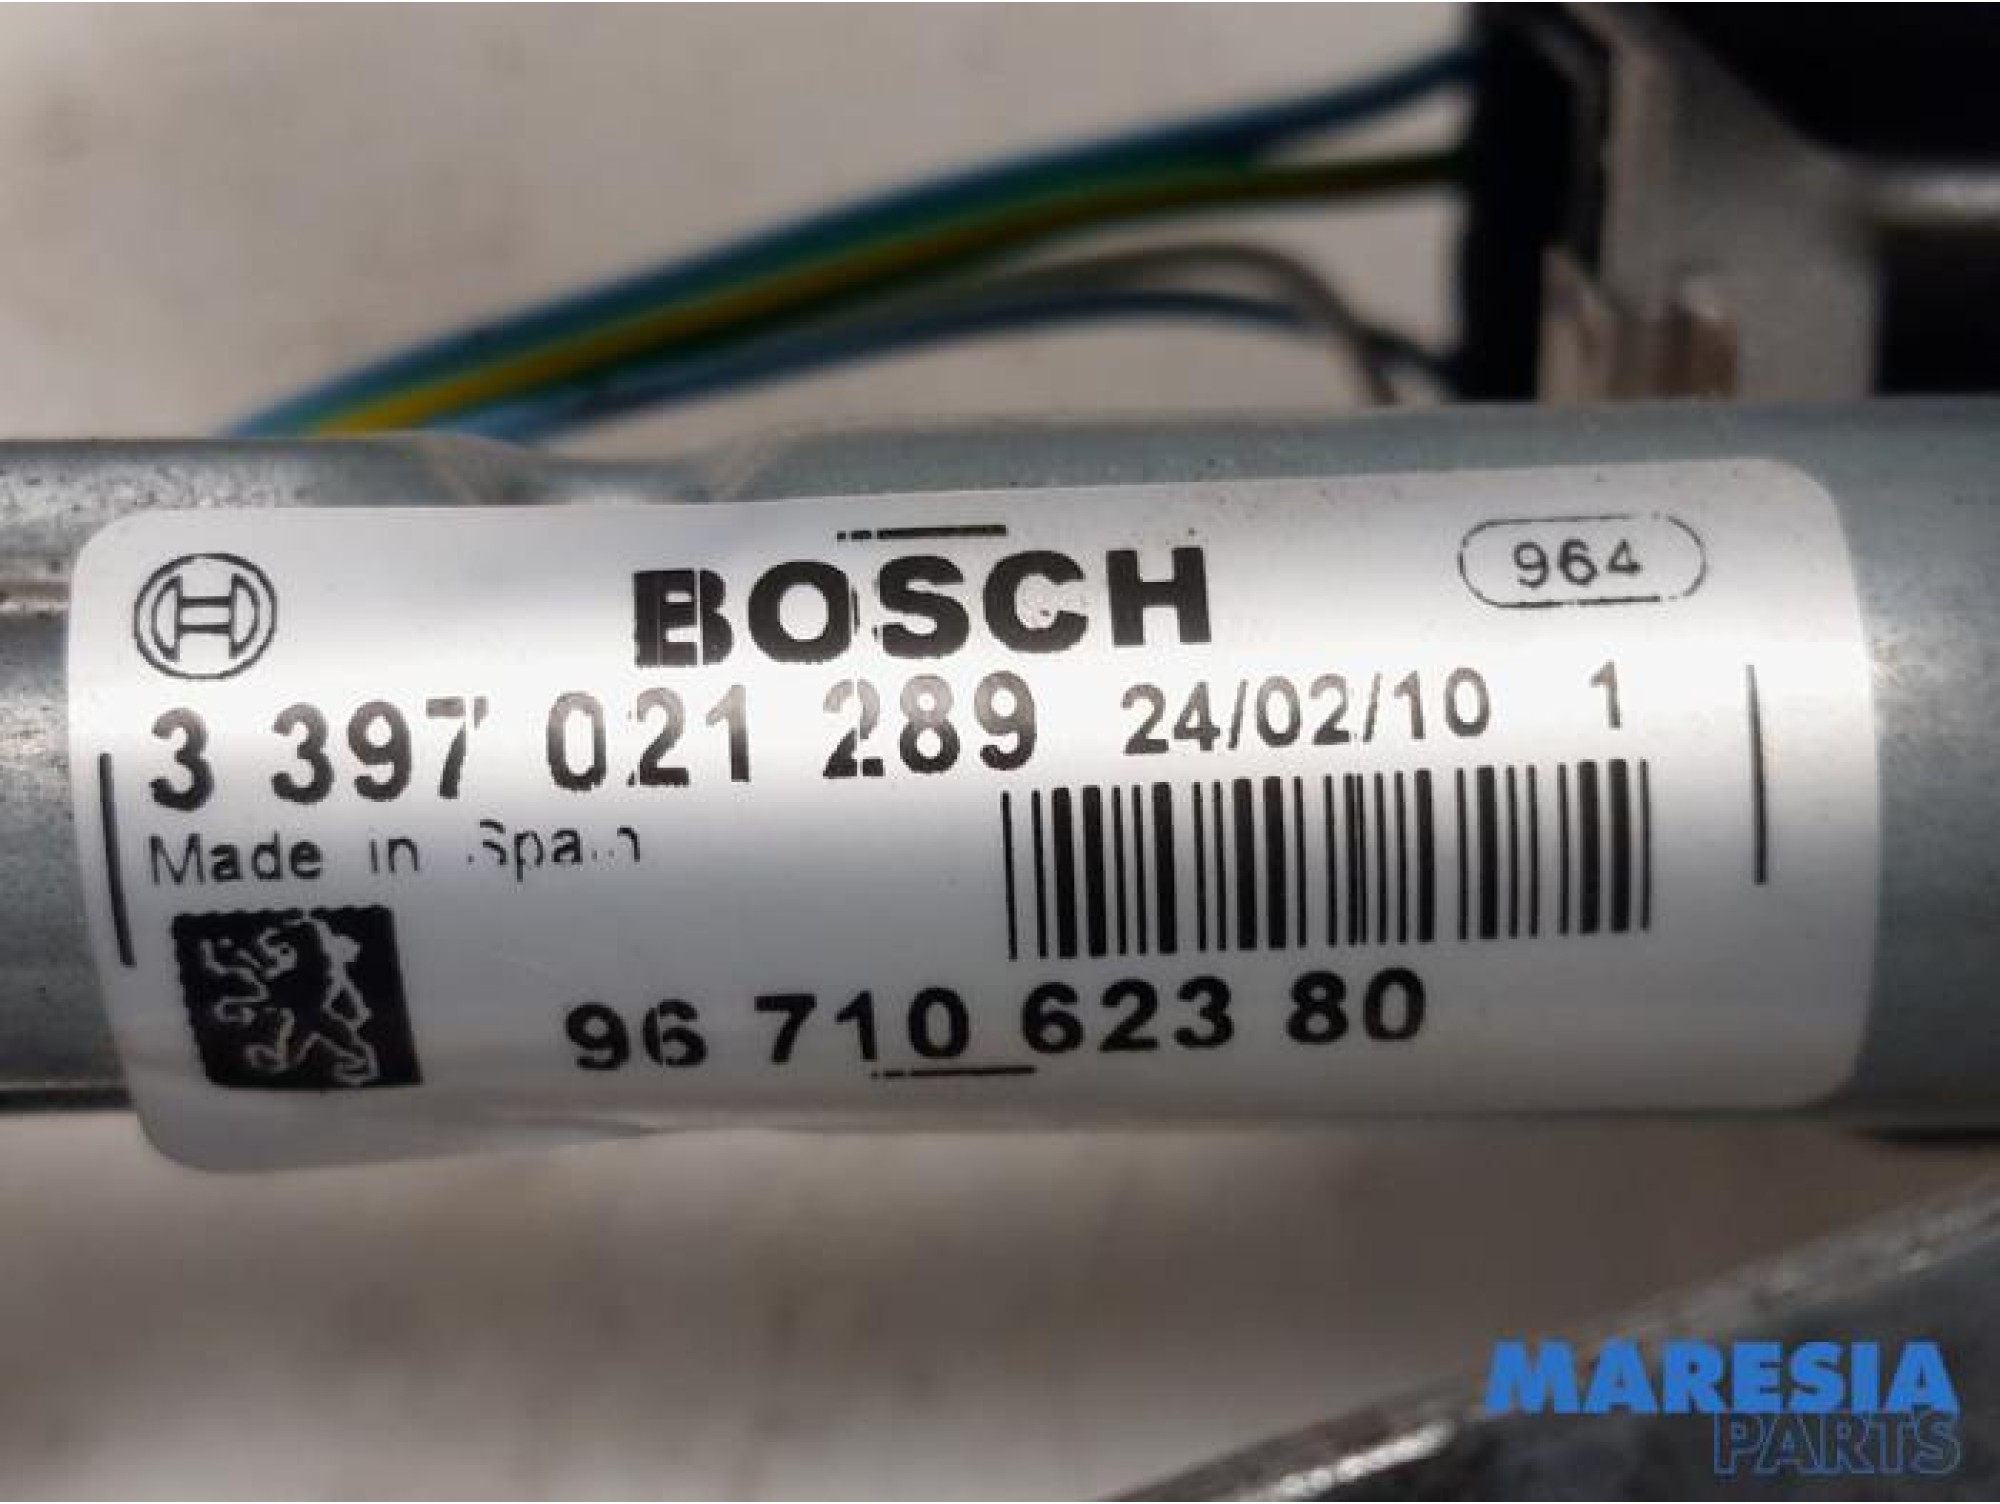 BOSCH 964
3 397 021 289 24/02/10 1
Made in Spain
96 710 623 80
MARESIA
PARTS